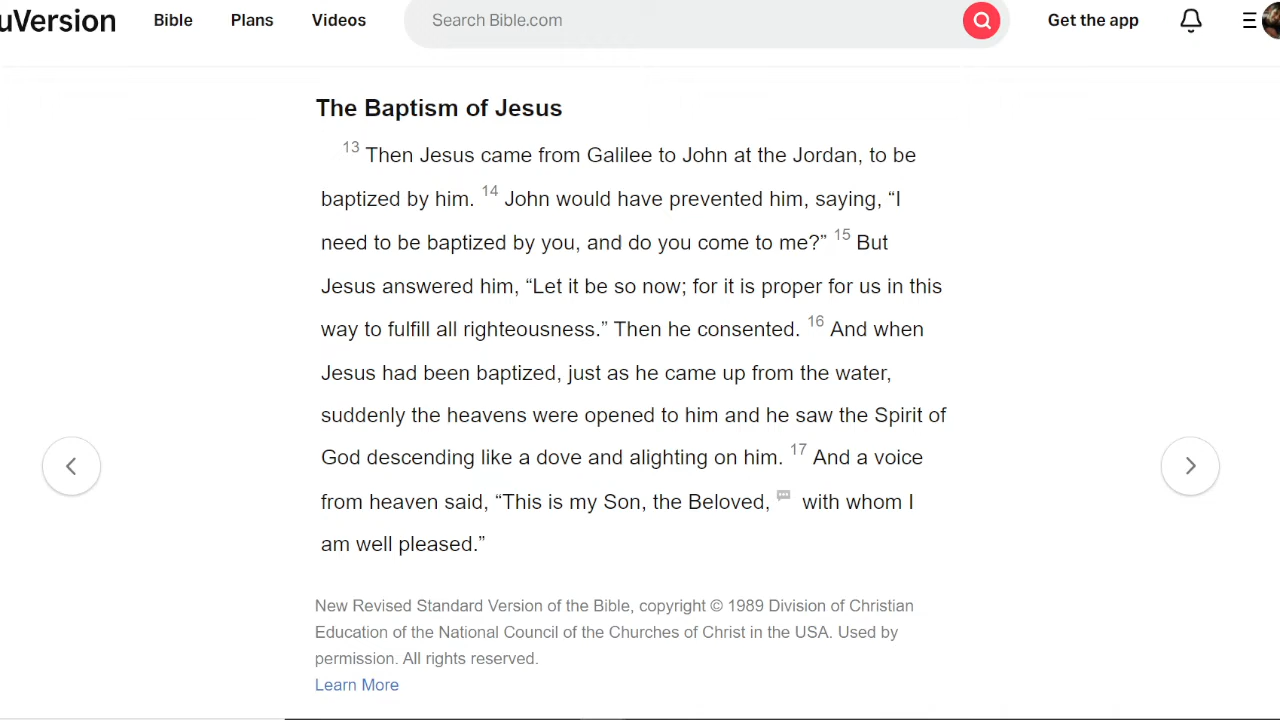 uVersion Bible Plans Videos Search Bible.com Get the app
The Baptism of Jesus
13 Then Jesus came from Galilee to John at the Jordan, to be
baptized by him. 14 John would have prevented him, saying, “I
need to be baptized by you, and do you come to me?” 15 But
Jesus answered him, “Let it be so now; for it is proper for us in this
way to fulfill all righteousness.” Then he consented. 16 And when
Jesus had been baptized, just as he came up from the water,
suddenly the heavens were opened to him and he saw the Spirit of
God descending like a dove and alighting on him. 17 And a voice
from heaven said, “This is my Son, the Beloved, with whom I
am well pleased.”
New Revised Standard Version of the Bible, copyright © 1989 Division of Christian
Education of the National Council of the Churches of Christ in the USA. Used by
permission. All rights reserved.
Learn More